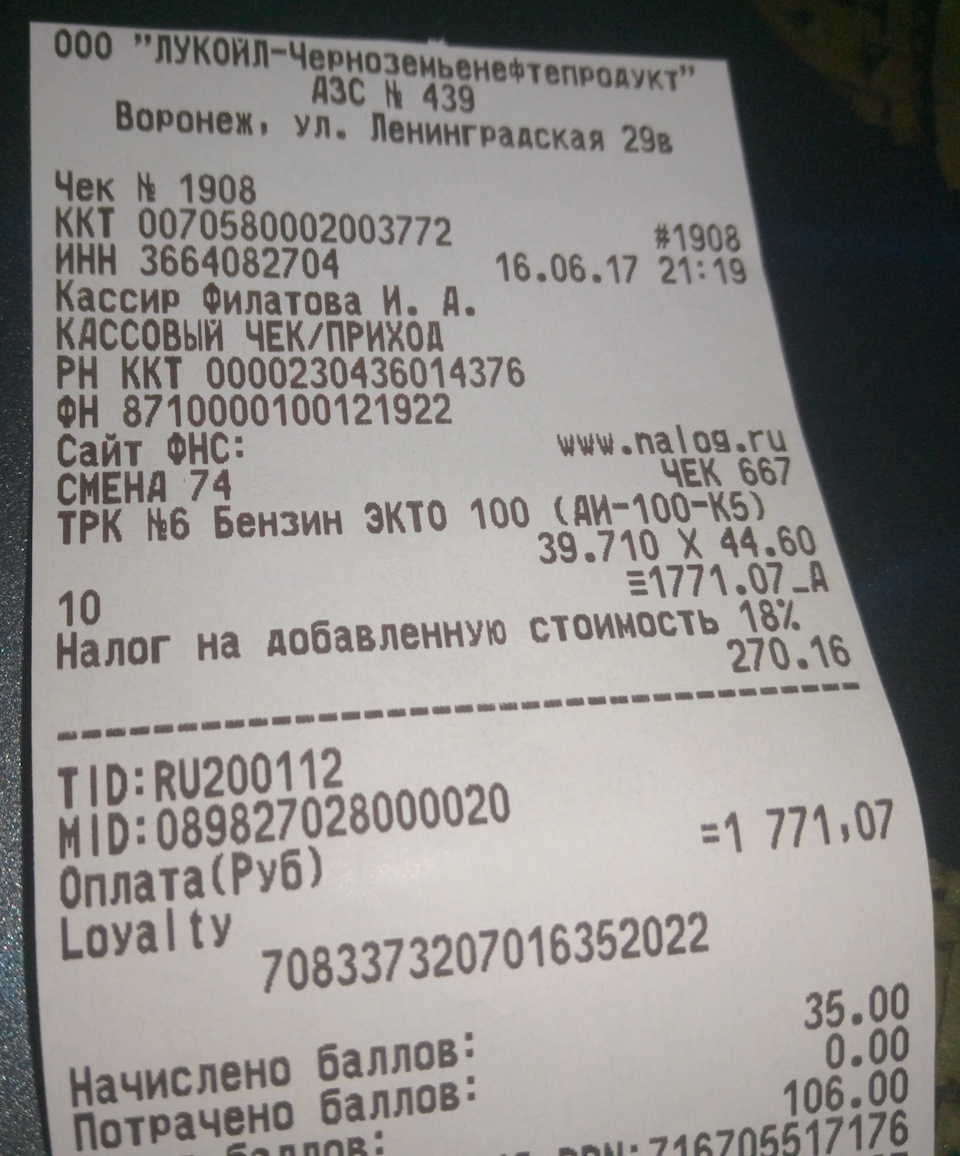 ООО "ЛУКОЙЛ-Черноземьенефтепродукт"
АЗС № 439
Воронеж, ул. Ленинградская 29в
Чек № 1908
ККТ 0070580002003772 #1908
ИНН 3664082704 16.06.17 21:19
Кассир Филатова И. А.
КАССОВЫЙ ЧЕК/ПРИХОД
РН ККТ 0000230436014376
ФН 8710000100121922
Сайт ФНС: www.nalog.ru
СМЕНА 74 ЧЕК 667
ТРК №6 Бензин ЭКТО 100 (АИ-100-К5)
39.710 X 44.60
≡1771.07_А
10
Налог на добавленную стоимость 18%
270.16
TID:RU200112
MID:089827028000020
Оплата(Руб) =1 771,07
Loyalty
7083373207016352022
Начислено баллов: 35.00
Потрачено баллов: 0.00
баллов: 106.00
RRN:716705517176